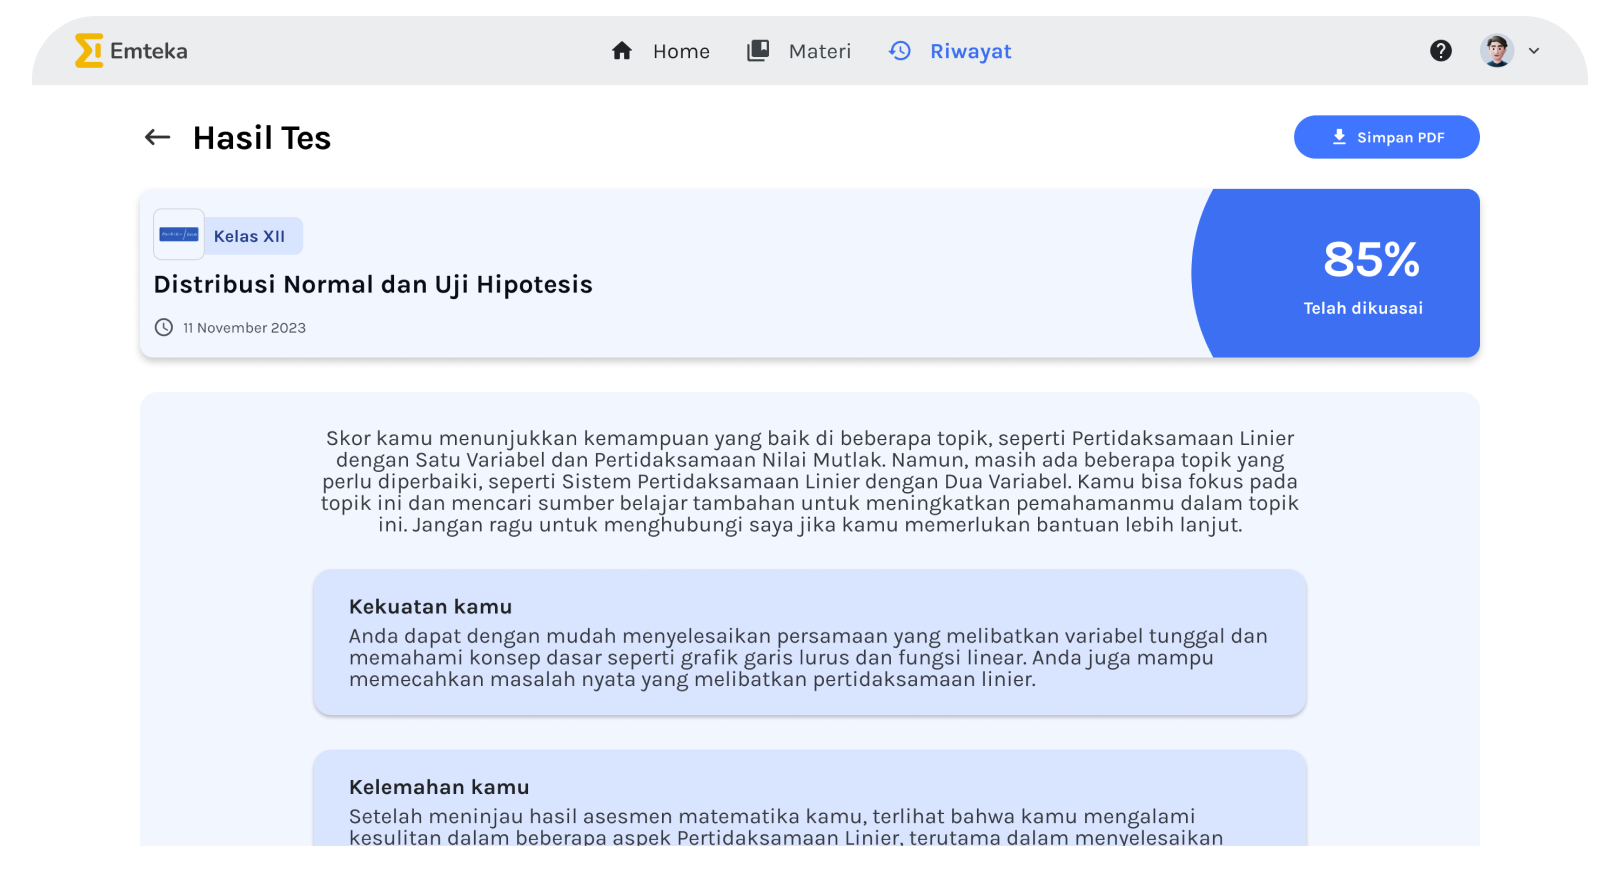 Emteka
Home
Materi
Riwayat
Hasil Tes
Simpan PDF
Kelas XII
Distribusi Normal dan Uji Hipotesis
11 November 2023
85%
Telah dikuasai
Skor kamu menunjukkan kemampuan yang baik di beberapa topik, seperti Pertidaksamaan Linier
dengan Satu Variabel dan Pertidaksamaan Nilai Mutlak. Namun, masih ada beberapa topik yang
perlu diperbaiki, seperti Sistem Pertidaksamaan Linier dengan Dua Variabel. Kamu bisa fokus pada
topik ini dan mencari sumber belajar tambahan untuk meningkatkan pemahamanmu dalam topik
ini. Jangan ragu untuk menghubungi saya jika kamu memerlukan bantuan lebih lanjut.
Kekuatan kamu
Anda dapat dengan mudah menyelesaikan persamaan yang melibatkan variabel tunggal dan
memahami konsep dasar seperti grafik garis lurus dan fungsi linear. Anda juga mampu
memecahkan masalah nyata yang melibatkan pertidaksamaan linier.
Kelemahan kamu
Setelah meninjau hasil asesmen matematika kamu, terlihat bahwa kamu mengalami
kesulitan dalam beberapa aspek Pertidaksamaan Linier, terutama dalam menyelesaikan